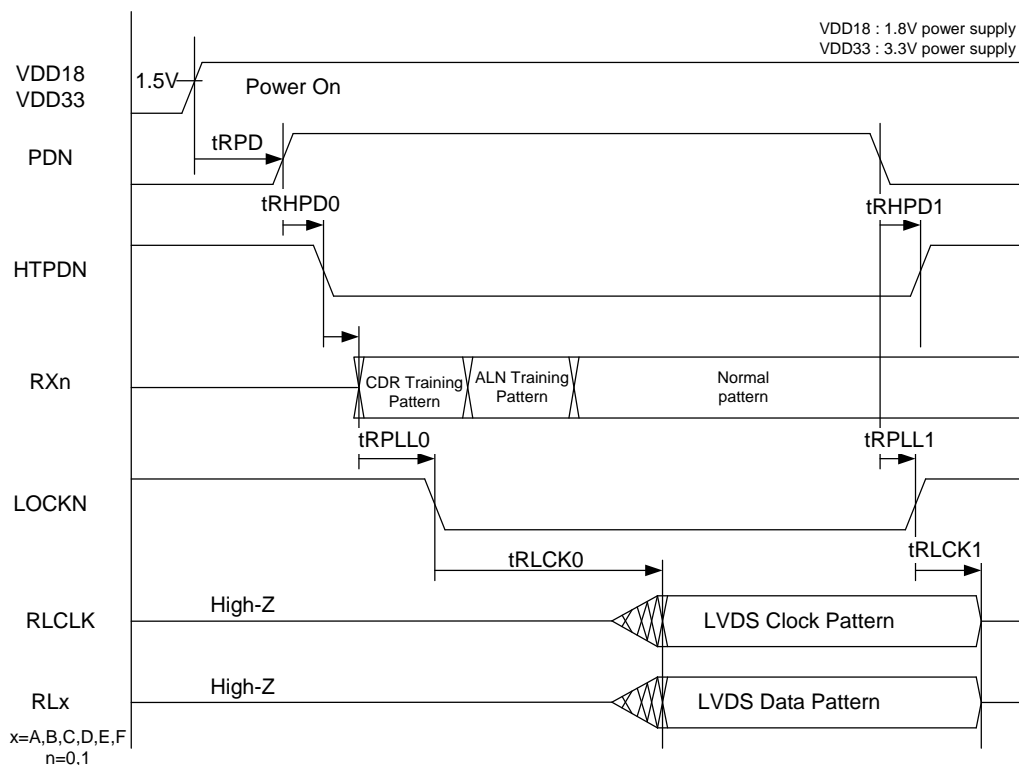 VDD18 : 1.8V power supply
VDD33 : 3.3V power supply
VDD18
VDD33
1.5V
Power On
tRPD
PDN
tRHPD0
tRHPD1
HTPDN
RXn
CDR Training
Pattern
ALN Training
Pattern
Normal
pattern
tRPLL0
tRPLL1
LOCKN
tRLCK0
tRLCK1
RLCLK
High-Z
LVDS Clock Pattern
RLx
High-Z
LVDS Data Pattern
x=A,B,C,D,E,F
n=0,1